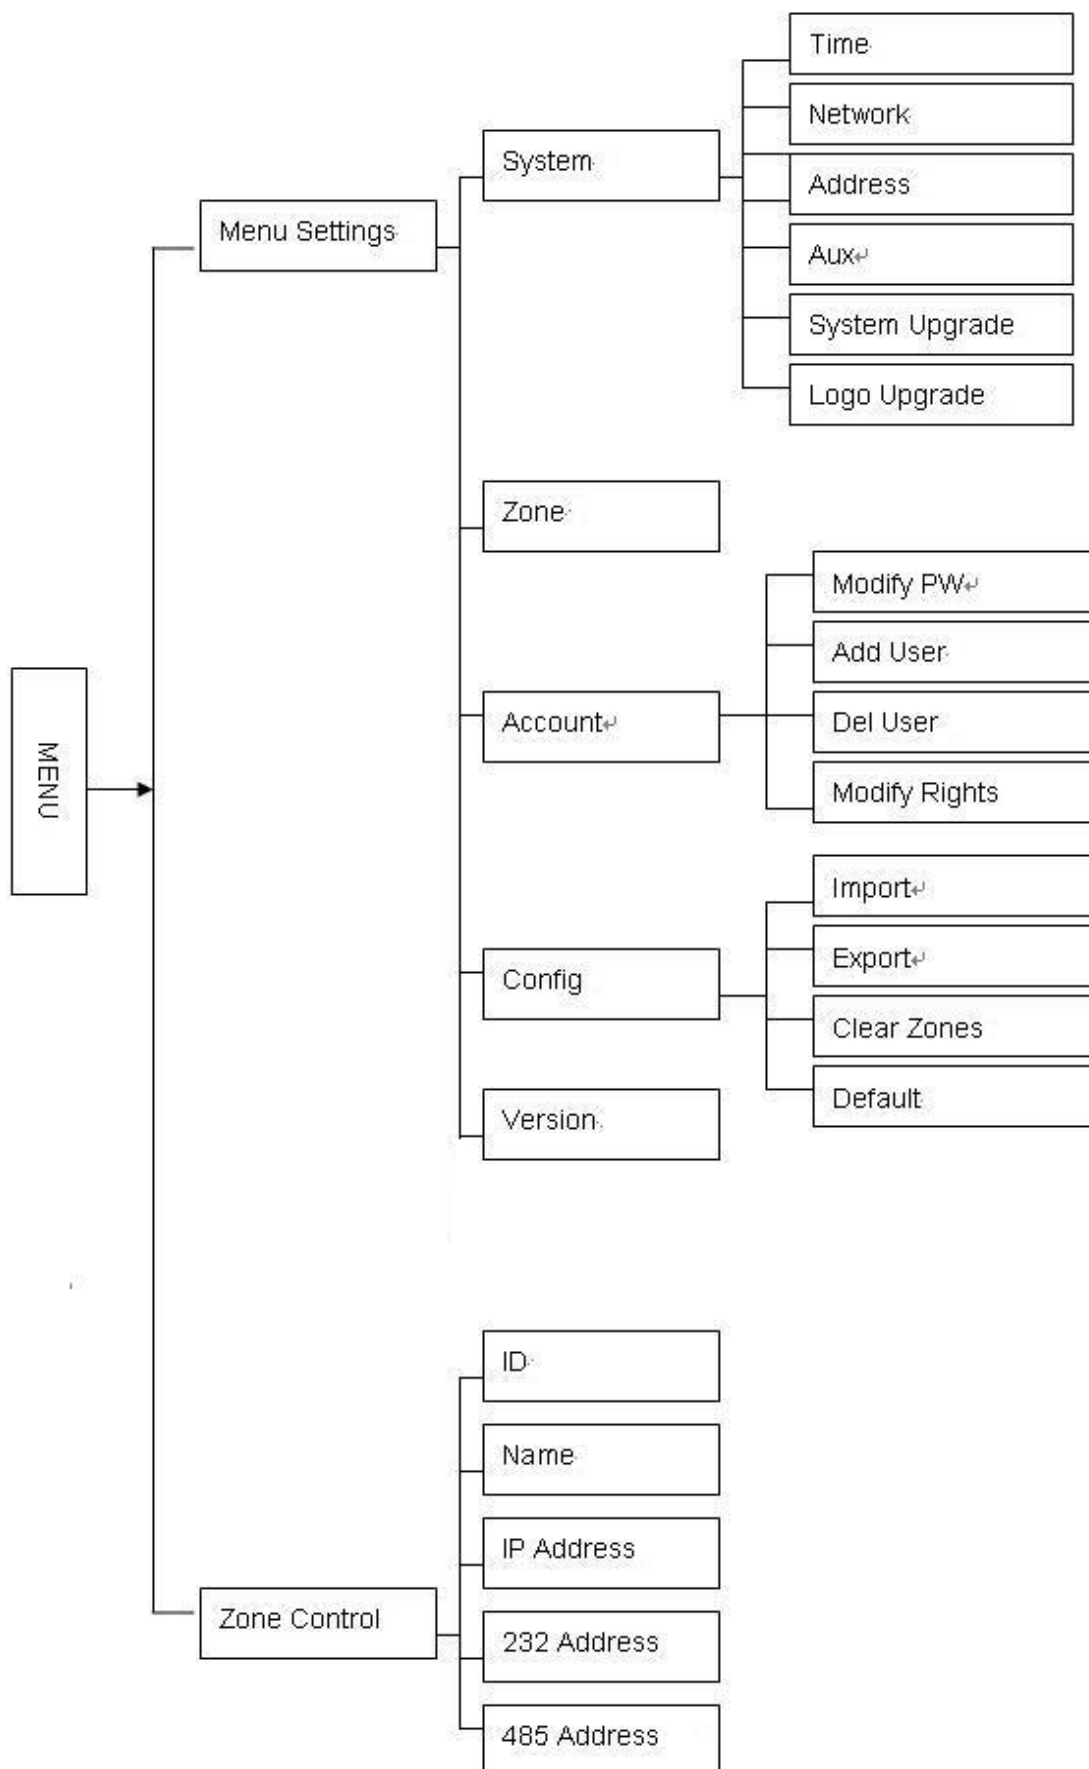 Time
Network
System
Address
Menu Settings
Aux
System Upgrade
Logo Upgrade
Zone
Modify PW
Add User
Account
Del User
MENU
Modify Rights
Import
Export
Config
Clear Zones
Default
Version
ID
Name
IP Address
Zone Control
232 Address
485 Address